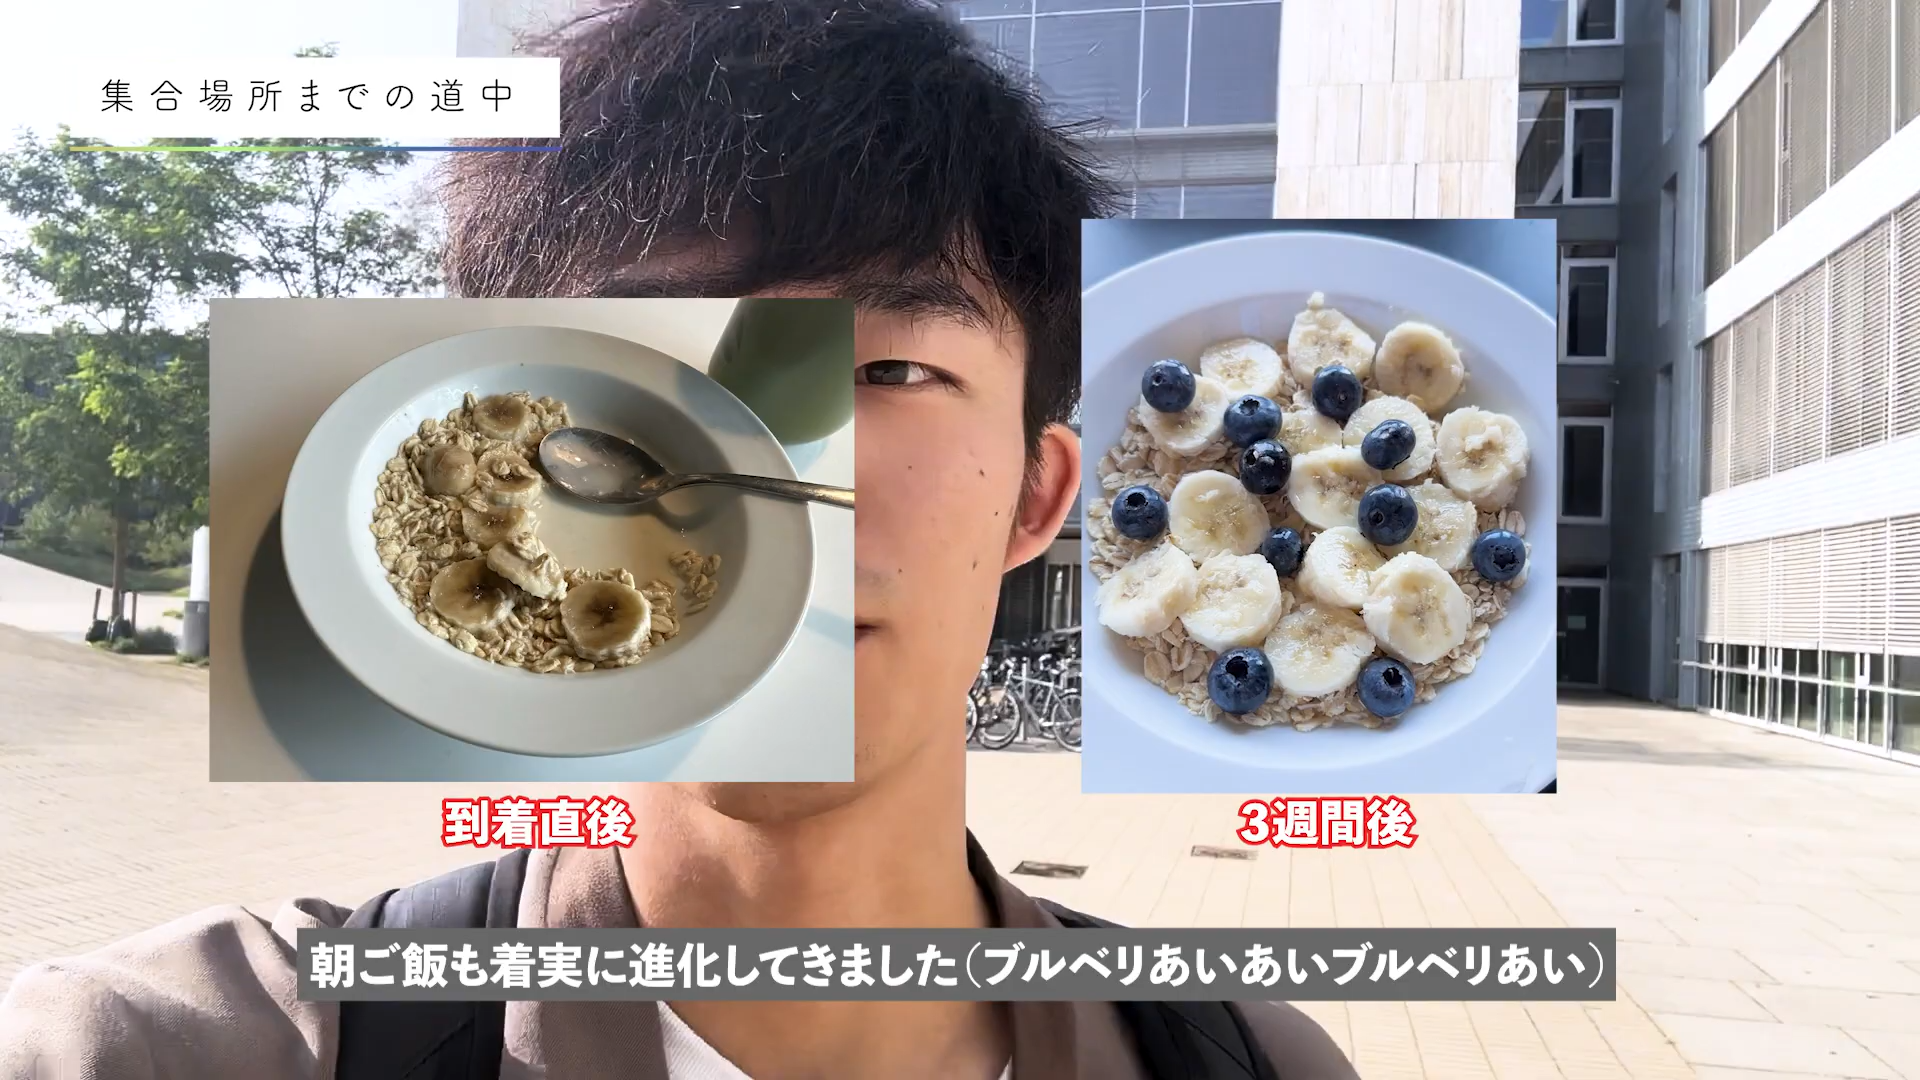 集合場所までの道中
到着直後
3週間後
朝ご飯も着実に進化してきました（ブルベリあいあいブルベリあい）